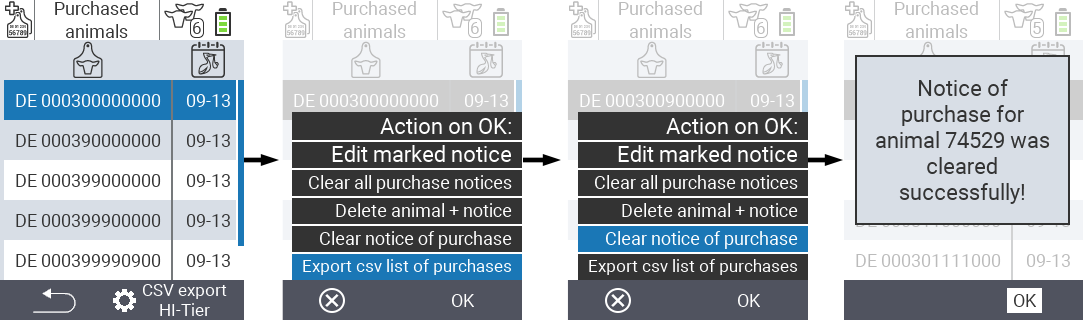 Purchased
animals
6
56789
DE 000300000000 09-13
DE 000390000000 09-13
DE 000399000000 09-13
DE 000399900000 09-13
DE 000399990900 09-13
CSV export
HI-Tier
Purchased
animals
6
56789
DE 000300000000 09-13
Action on OK:
Edit marked notice
Clear all purchase notices
Delete animal + notice
Clear notice of purchase
Export csv list of purchases
OK
Purchased
animals
6
56789
DE 000300900000 09-13
Action on OK:
Edit marked notice
Clear all purchase notices
Delete animal + notice
Clear notice of purchase
Export csv list of purchases
OK
Purchased
animals
5
56789
Notice of
purchase for
animal 74529 was
cleared
successfully!
DE 000301111000 09-13
OK